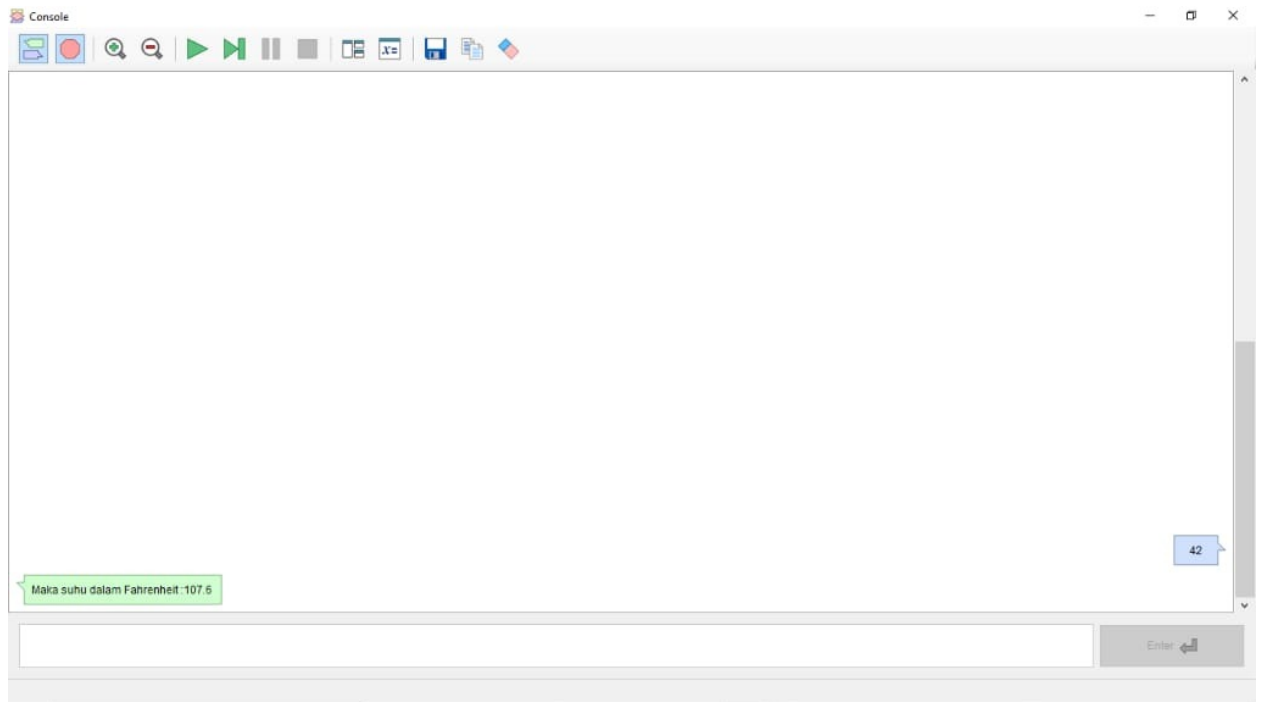 Console
x=
42
Maka suhu dalam Fahrenheit :107.6
Enter